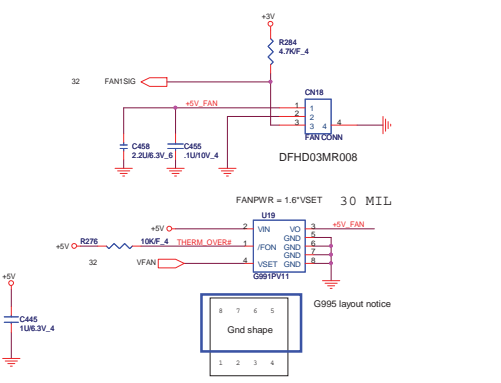 +3V
R284
4.7K/F_4
32 FAN1SIG
CN18
+5V_FAN
1 1
2 2
3 3 4 4
FAN CONN
C458
2.2U/6.3V_6
C455
.1U/10V_4
DFHD03MR008
FANPWR = 1.6*VSET 30 MIL
U19
+5V 2 VIN VO 3 +5V_FAN
GND 5
+5V R276 10K/F_4 THERM_OVER# 1 /FON GND 6
GND 7
32 VFAN 4 VSET GND 8
G991PV11
+5V
G995 layout notice
C445
1U/6.3V_4
8 7 6 5
Gnd shape
1 2 3 4